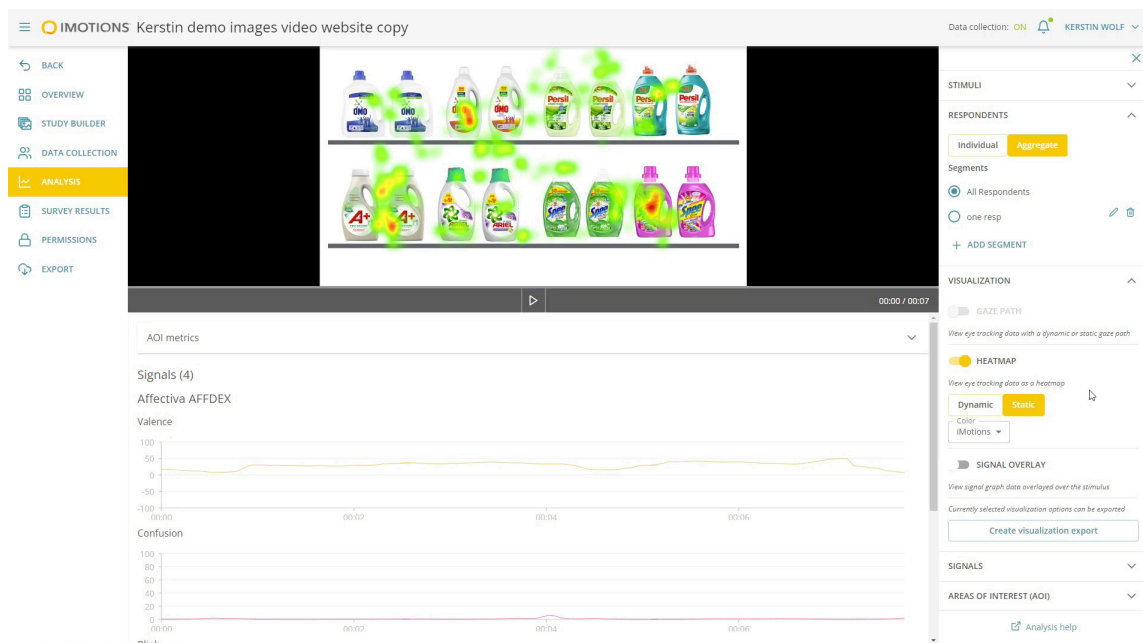 IMOTIONS Kerstin demo images video website copy
Data collection: ON KERSTIN WOLF
BACK
OVERVIEW
STUDY BUILDER
DATA COLLECTION
ANALYSIS
SURVEY RESULTS
PERMISSIONS
EXPORT
OMO OMO OMO OMO Persil Persil Persil Persil
A+ A+ ARIEL Spee Spee
00:00 / 00:07
AOI metrics
Signals (4)
Affectiva AFFDEX
Valence
100
50
0
-50
-100
00:00 00:02 00:04 00:06
Confusion
100
80
60
40
20
0
00:00 00:02 00:04 00:06
STIMULI
RESPONDENTS
Individual Aggregate
Segments
All Respondents
one resp
+ ADD SEGMENT
VISUALIZATION
GAZE PATH
View eye tracking data with a dynamic or static gaze path
HEATMAP
View eye tracking data as a heatmap
Dynamic Static
Color
iMotions
SIGNAL OVERLAY
View signal graph data overlayed over the stimulus
Currently selected visualization options can be exported
Create visualization export
SIGNALS
AREAS OF INTEREST (AOI)
Analysis help